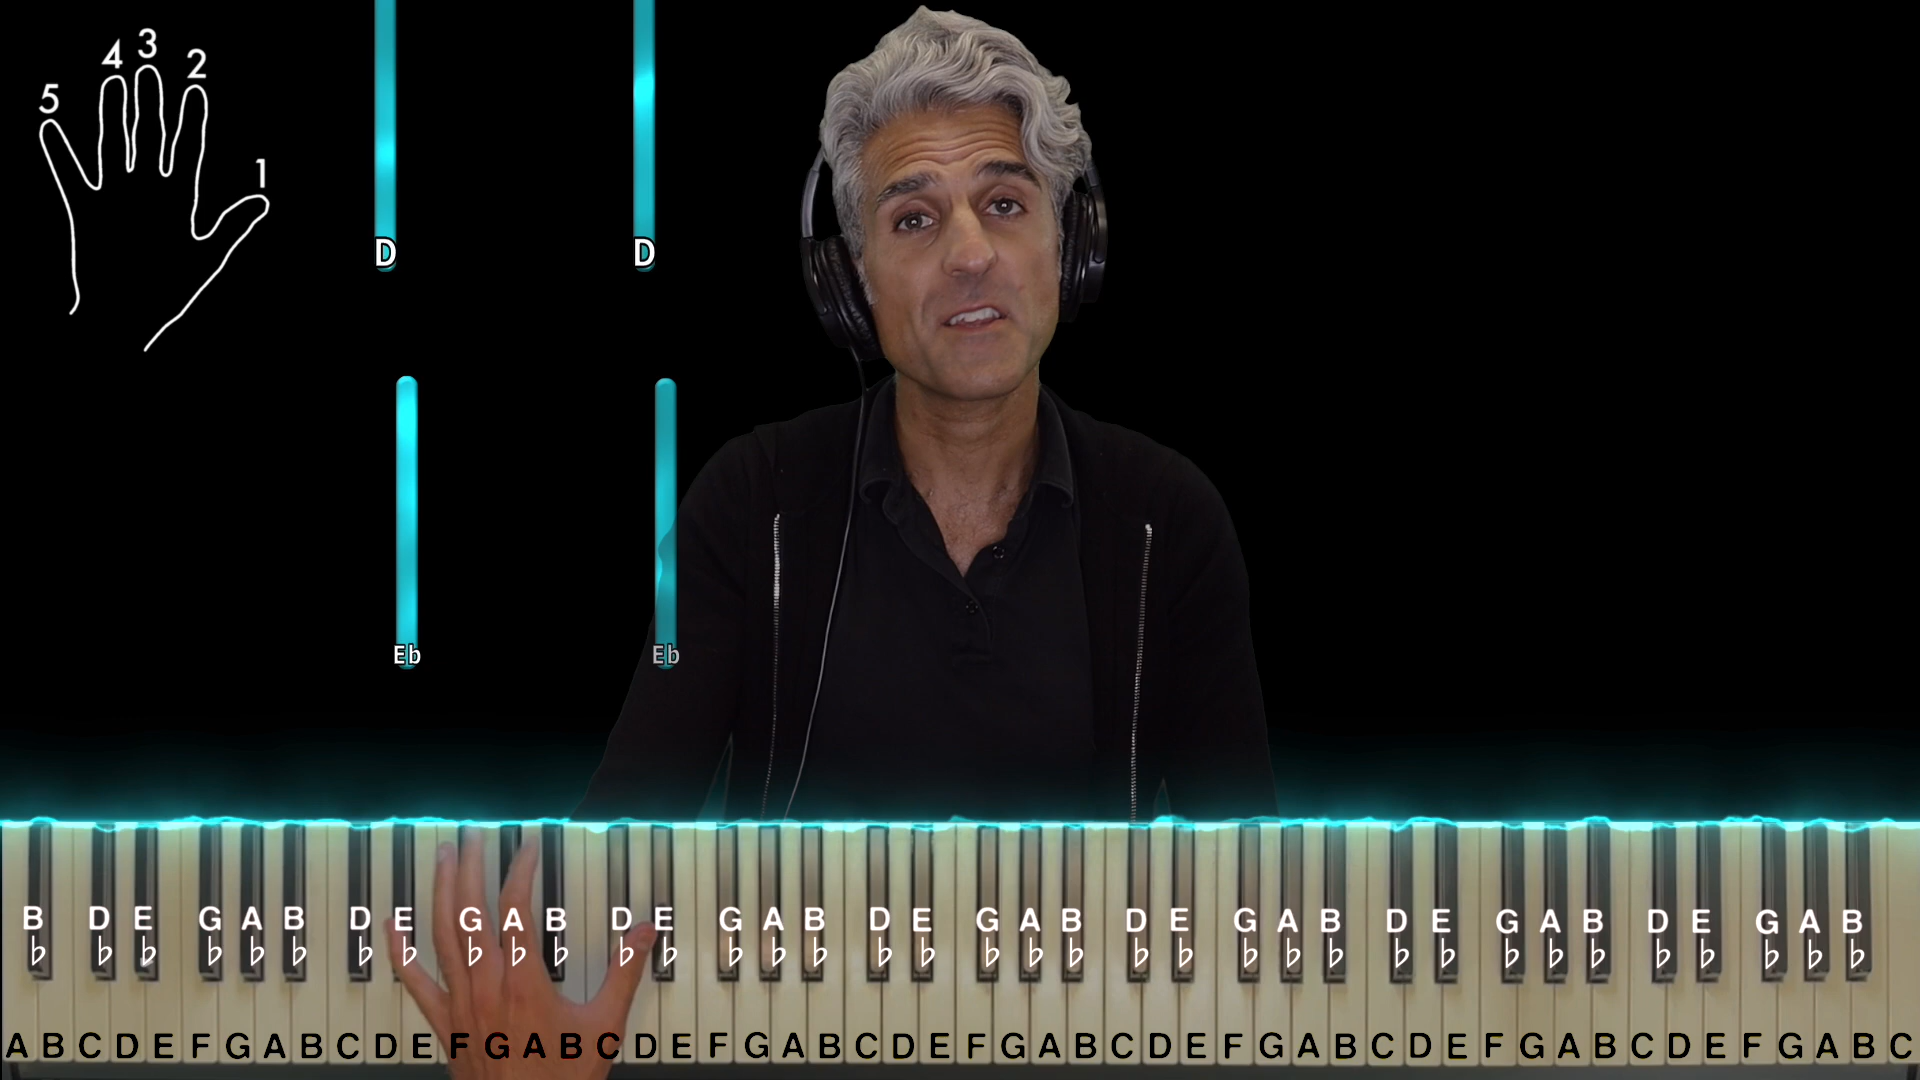 5 4 3 2 1
D D
Eb Eb
B D E G A B D E G A B D E G A B D E G A B D E G A B D E G A B D E G A B
♭ ♭ ♭ ♭ ♭ ♭ ♭ ♭ ♭ ♭ ♭ ♭ ♭ ♭ ♭ ♭ ♭ ♭ ♭ ♭ ♭ ♭ ♭ ♭ ♭ ♭ ♭ ♭ ♭ ♭ ♭ ♭ ♭ ♭ ♭ ♭
A B C D E F G A B C D E F G A B C D E F G A B C D E F G A B C D E F G A B C D E F G A B C D E F G A B C